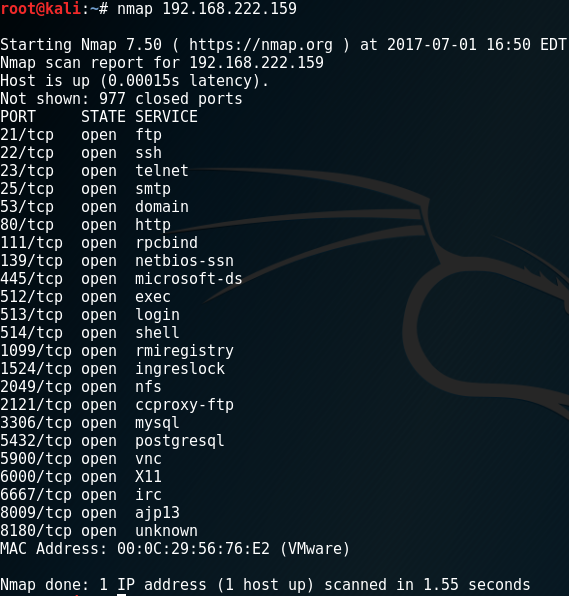 root@kali:~# nmap 192.168.222.159
Starting Nmap 7.50 ( https://nmap.org ) at 2017-07-01 16:50 EDT
Nmap scan report for 192.168.222.159
Host is up (0.00015s latency).
Not shown: 977 closed ports
PORT     STATE SERVICE
21/tcp   open  ftp
22/tcp   open  ssh
23/tcp   open  telnet
25/tcp   open  smtp
53/tcp   open  domain
80/tcp   open  http
111/tcp  open  rpcbind
139/tcp  open  netbios-ssn
445/tcp  open  microsoft-ds
512/tcp  open  exec
513/tcp  open  login
514/tcp  open  shell
1099/tcp open  rmiregistry
1524/tcp open  ingreslock
2049/tcp open  nfs
2121/tcp open  ccproxy-ftp
3306/tcp open  mysql
5432/tcp open  postgresql
5900/tcp open  vnc
6000/tcp open  X11
6667/tcp open  irc
8009/tcp open  ajp13
8180/tcp open  unknown
MAC Address: 00:0C:29:56:76:E2 (VMware)
Nmap done: 1 IP address (1 host up) scanned in 1.55 seconds